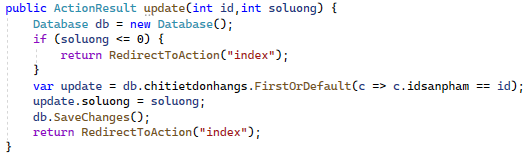 public ActionResult update(int id,int soluong) {
    Database db = new Database();
    if (soluong <= 0) {
        return RedirectToAction("index");
    }
    var update = db.chitietdonhangs.FirstOrDefault(c => c.idsanpham == id);
    update.soluong = soluong;
    db.SaveChanges();
    return RedirectToAction("index");
}